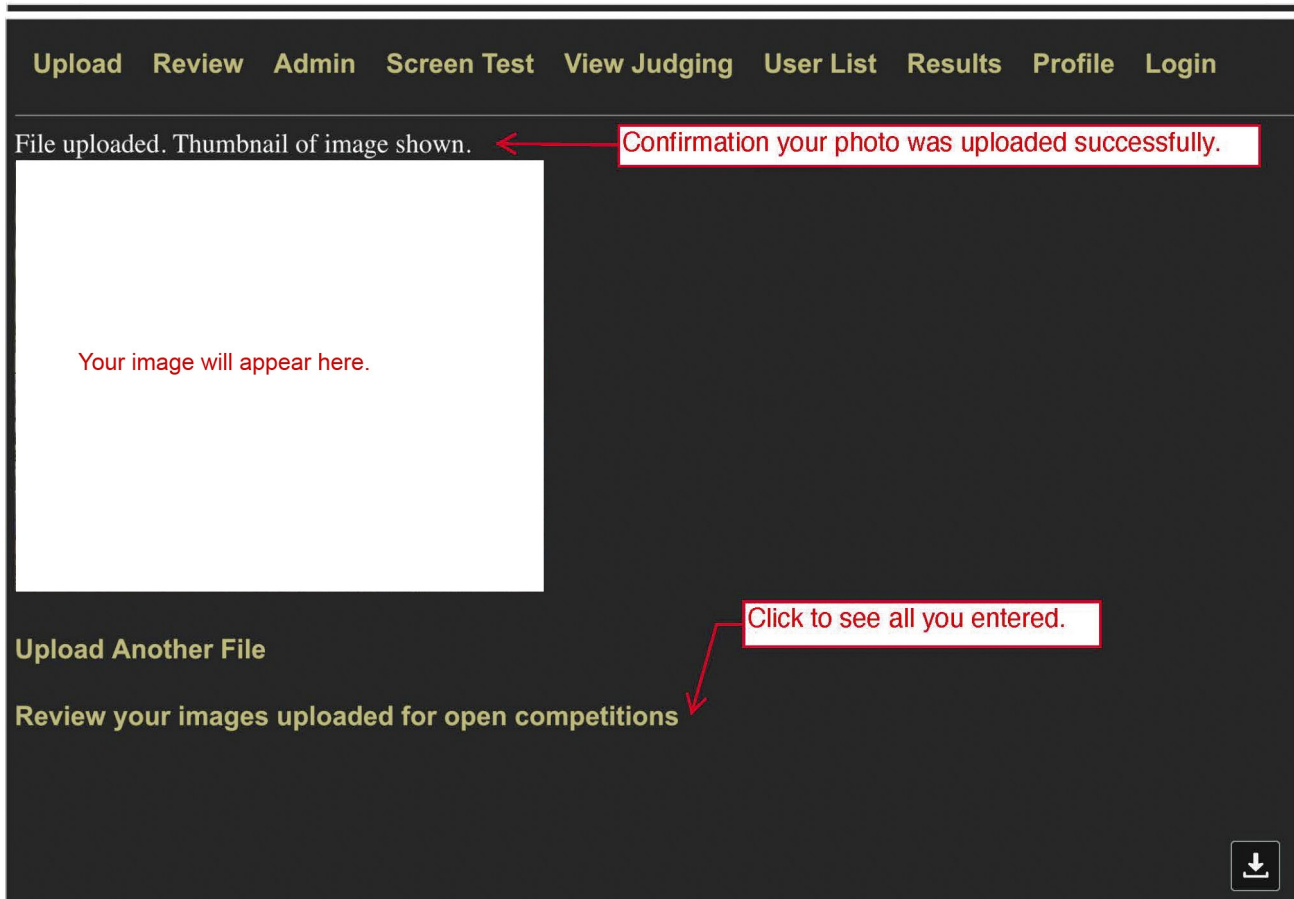 Upload Review Admin Screen Test View Judging User List Results Profile Login
File uploaded. Thumbnail of image shown.
Confirmation your photo was uploaded successfully.
Your image will appear here.
Click to see all you entered.
Upload Another File
Review your images uploaded for open competitions